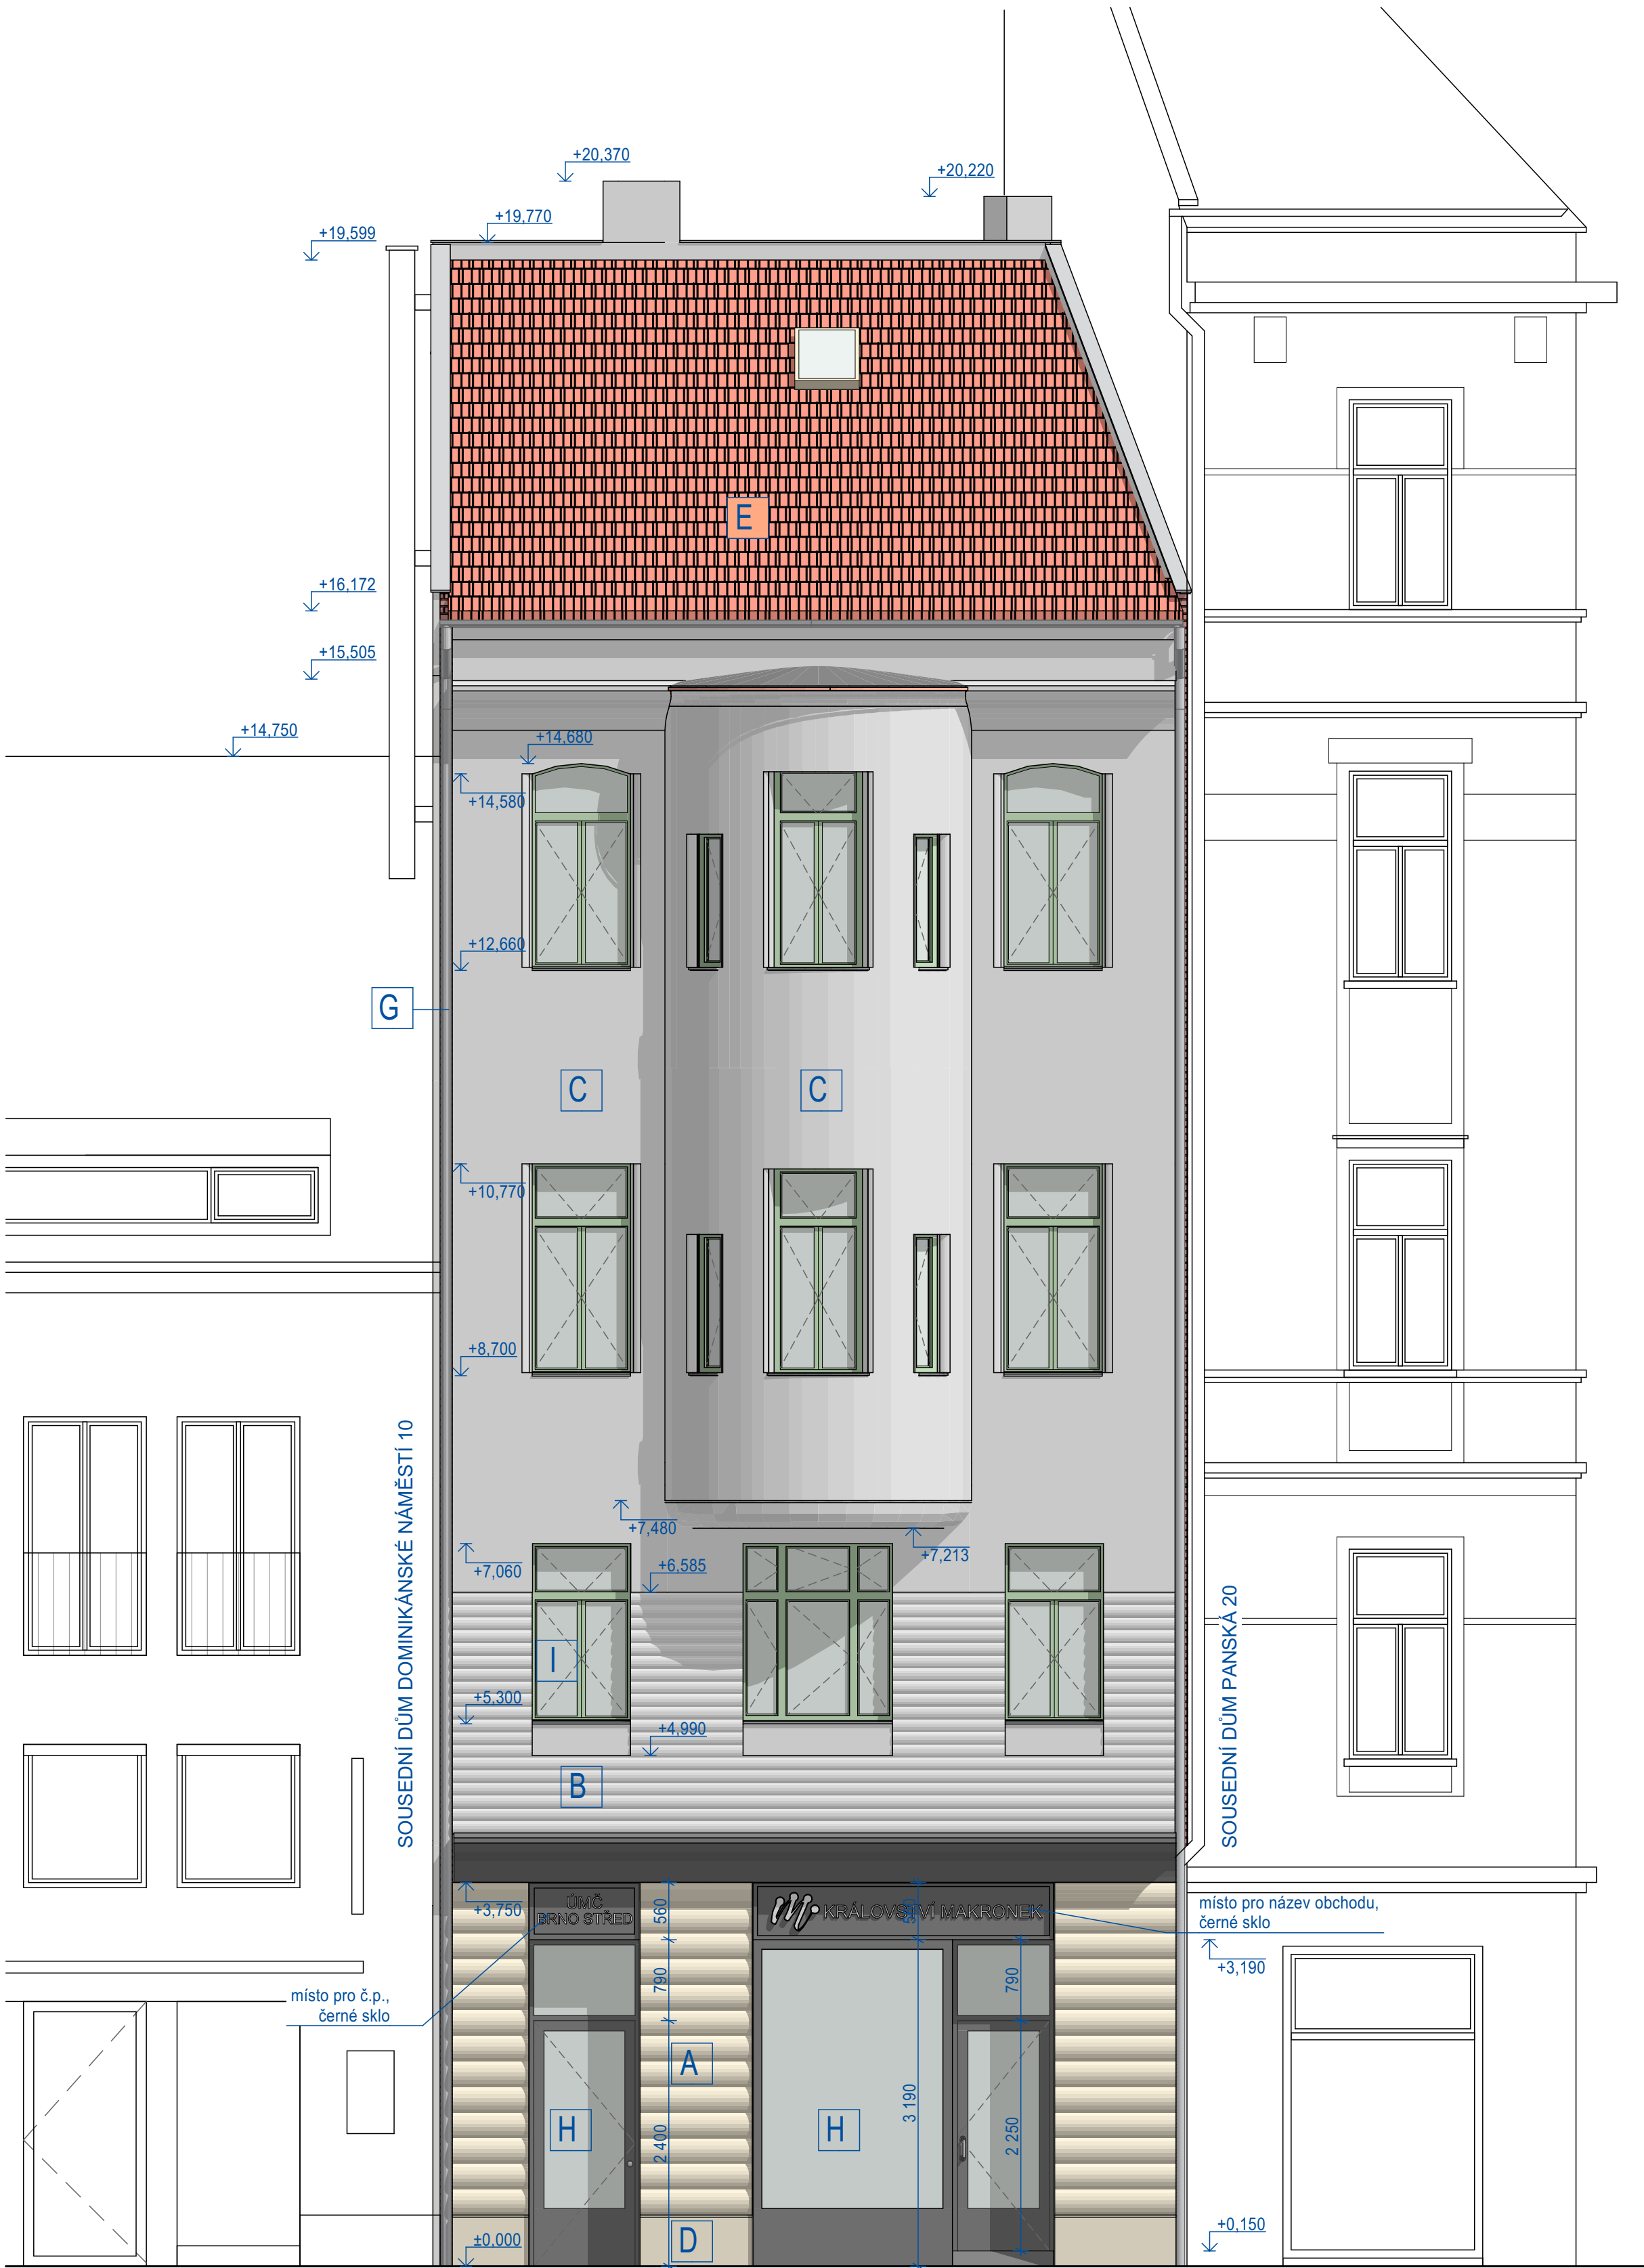 +20,370
+20,220
+19,770
+19,599
E
+16,172
+15,505
+14,750
+14,680
+14,580
+12,660
G
C
C
+10,770
+8,700
SOUSEDNÍ DŮM DOMINIKÁNSKÉ NÁMĚSTÍ 10
+7,480
+7,213
+7,060
+6,585
SOUSEDNÍ DŮM PANSKÁ 20
I
+5,300
+4,990
B
+3,750
ÚMČ
BRNO STŘED
560
KRÁLOVSTVÍ MAKRONEK
místo pro název obchodu,
černé sklo
+3,190
790
790
místo pro č.p.,
černé sklo
A
H
2 400
H
3 190
2 250
+0,150
±0,000
D